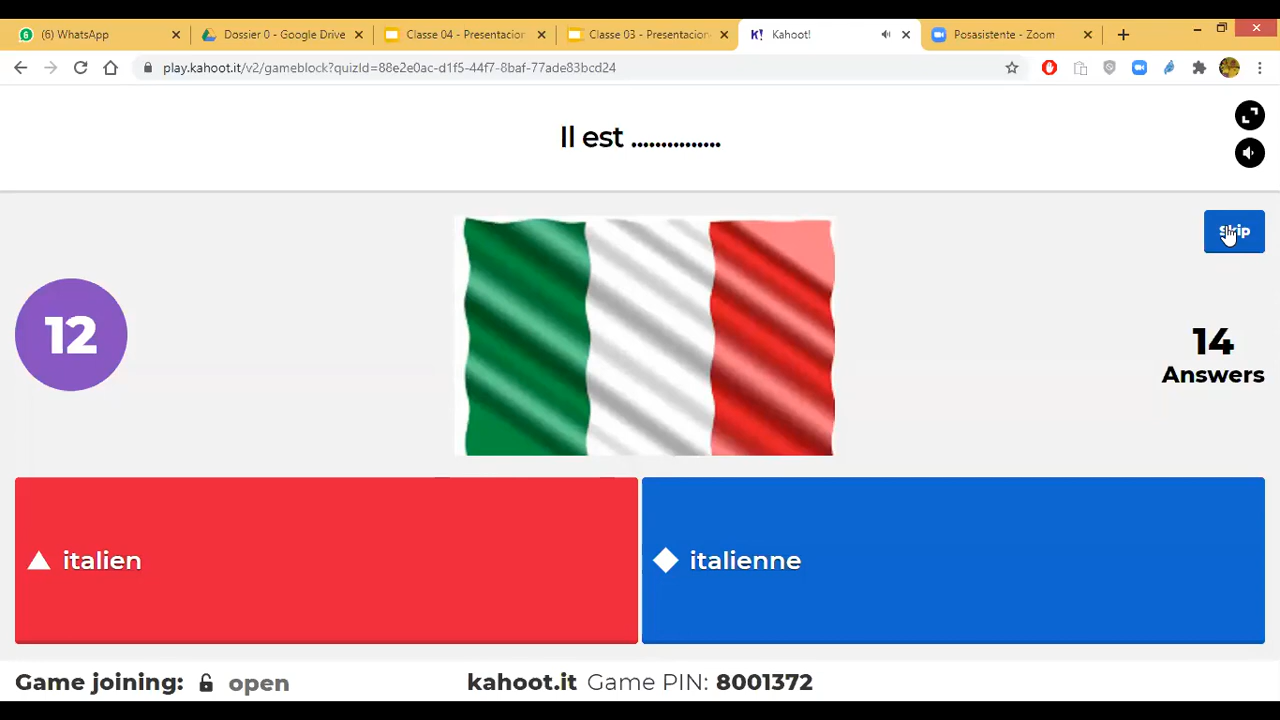 (6) WhatsApp
Dossier 0 - Google Drive
Classe 04 - Presentacion
Classe 03 - Presentacion
K! Kahoot!
Posasistente - Zoom
play.kahoot.it/v2/gameblock?quizId=88e2e0ac-d1f5-44f7-8baf-77ade83bcd24
Il est ...............
Skip
12
14
Answers
italien
italienne
Game joining: open
kahoot.it Game PIN: 8001372